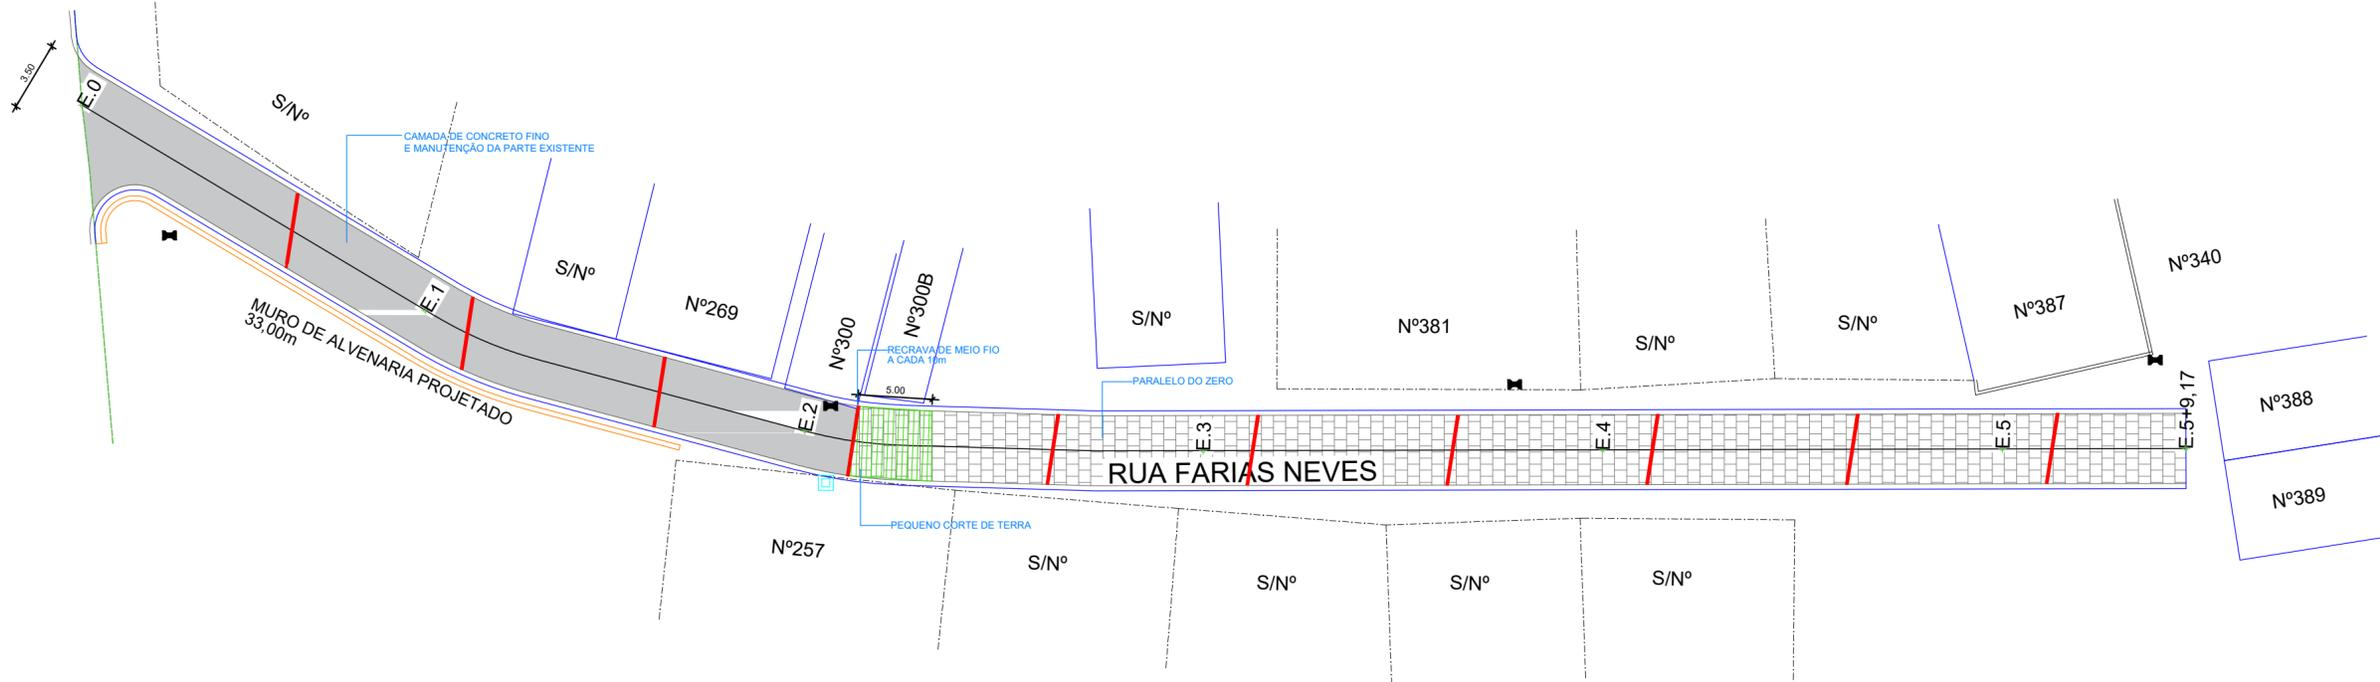 3.50
E.0
S/Nº
CAMADA DE CONCRETO FINO
E MANUTENÇÃO DA PARTE EXISTENTE
E.1
MURO DE ALVENARIA PROJETADO
33,00m
S/Nº
Nº269
Nº300
Nº300B
RECRAVA DE MEIO FIO
A CADA 10m
5.00
E.2
PARALELO DO ZERO
S/Nº
Nº381
S/Nº
S/Nº
Nº387
Nº340
E.3
E.4
E.5
E.5+9,17
RUA FARIAS NEVES
Nº388
Nº389
PEQUENO CORTE DE TERRA
Nº257
S/Nº
S/Nº
S/Nº
S/Nº